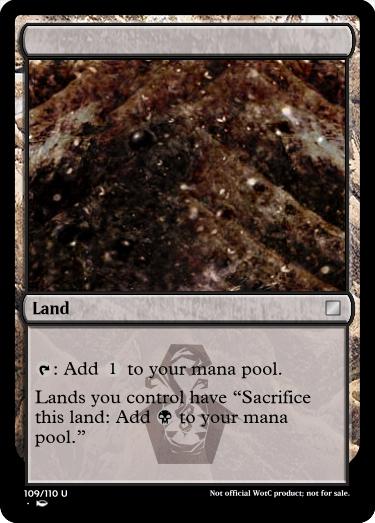 Land
: Add 1 to your mana pool.
Lands you control have “Sacrifice
this land: Add to your mana
pool.”
109/110 U
Not official WotC product; not for sale.